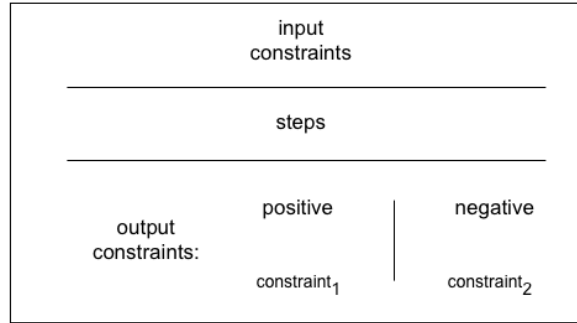 input
constraints
steps
positive negative
output
constraints:
constraint₁ constraint₂